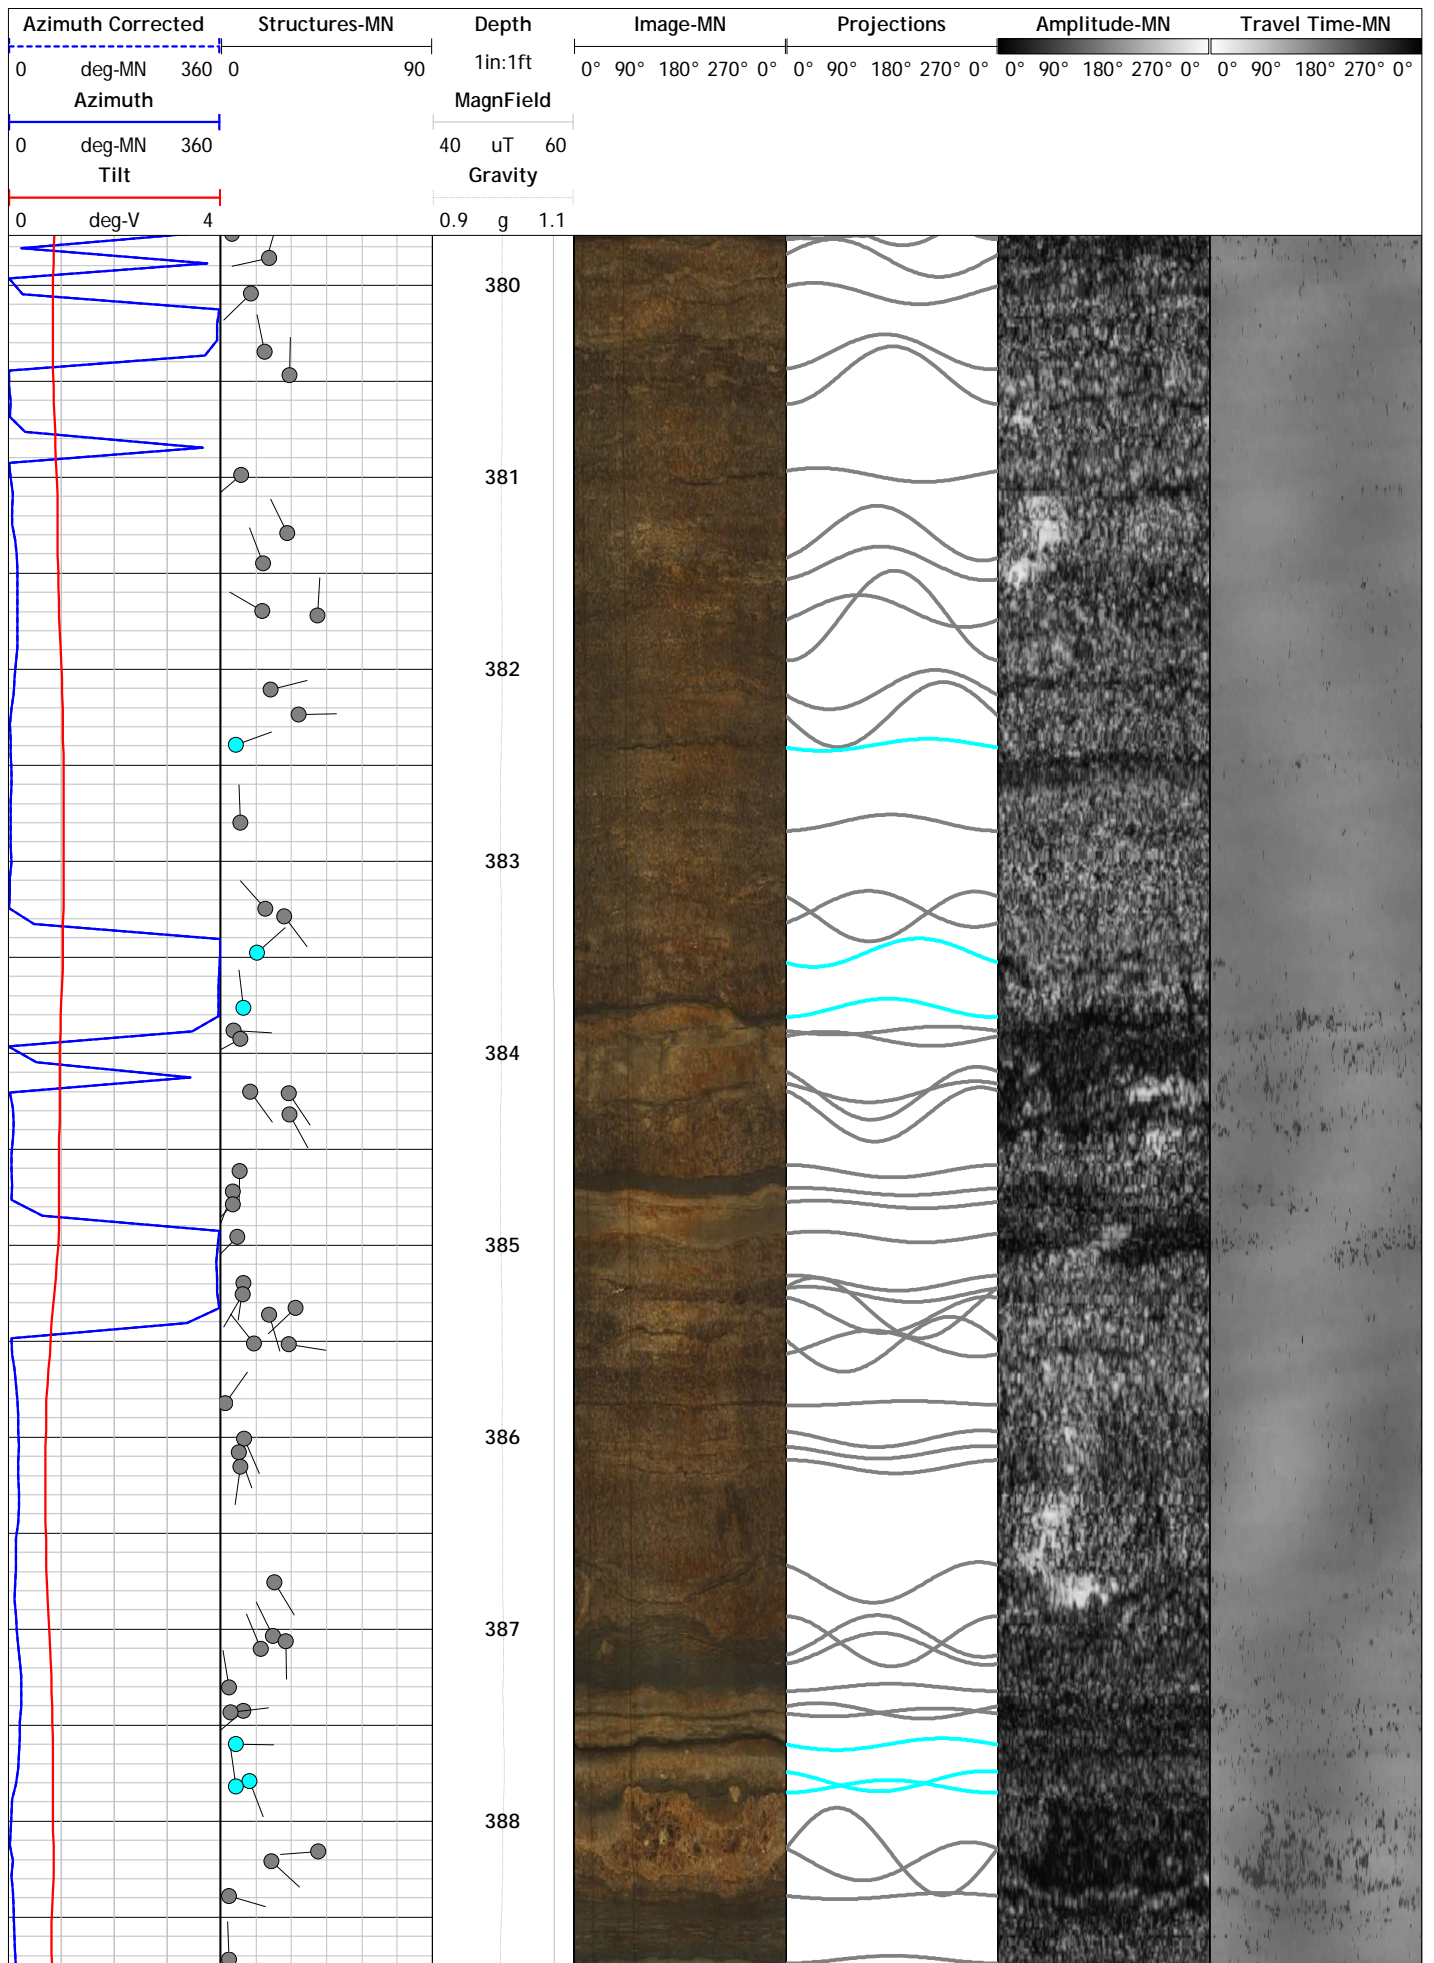 Azimuth Corrected Structures-MN Depth Image-MN Projections Amplitude-MN Travel Time-MN
0 deg-MN 360 0 90 1in:1ft 0° 90° 180° 270° 0° 0° 90° 180° 270° 0° 0° 90° 180° 270° 0° 0° 90° 180° 270° 0°
Azimuth MagnField
0 deg-MN 360 40 uT 60
Tilt Gravity
0 deg-V 4 0.9 g 1.1
380
381
382
383
384
385
386
387
388